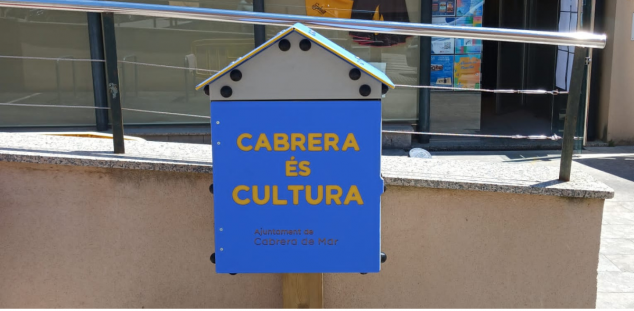 CABRERA
ÉS
CULTURA
Ajuntament de
Cabrera de Mar